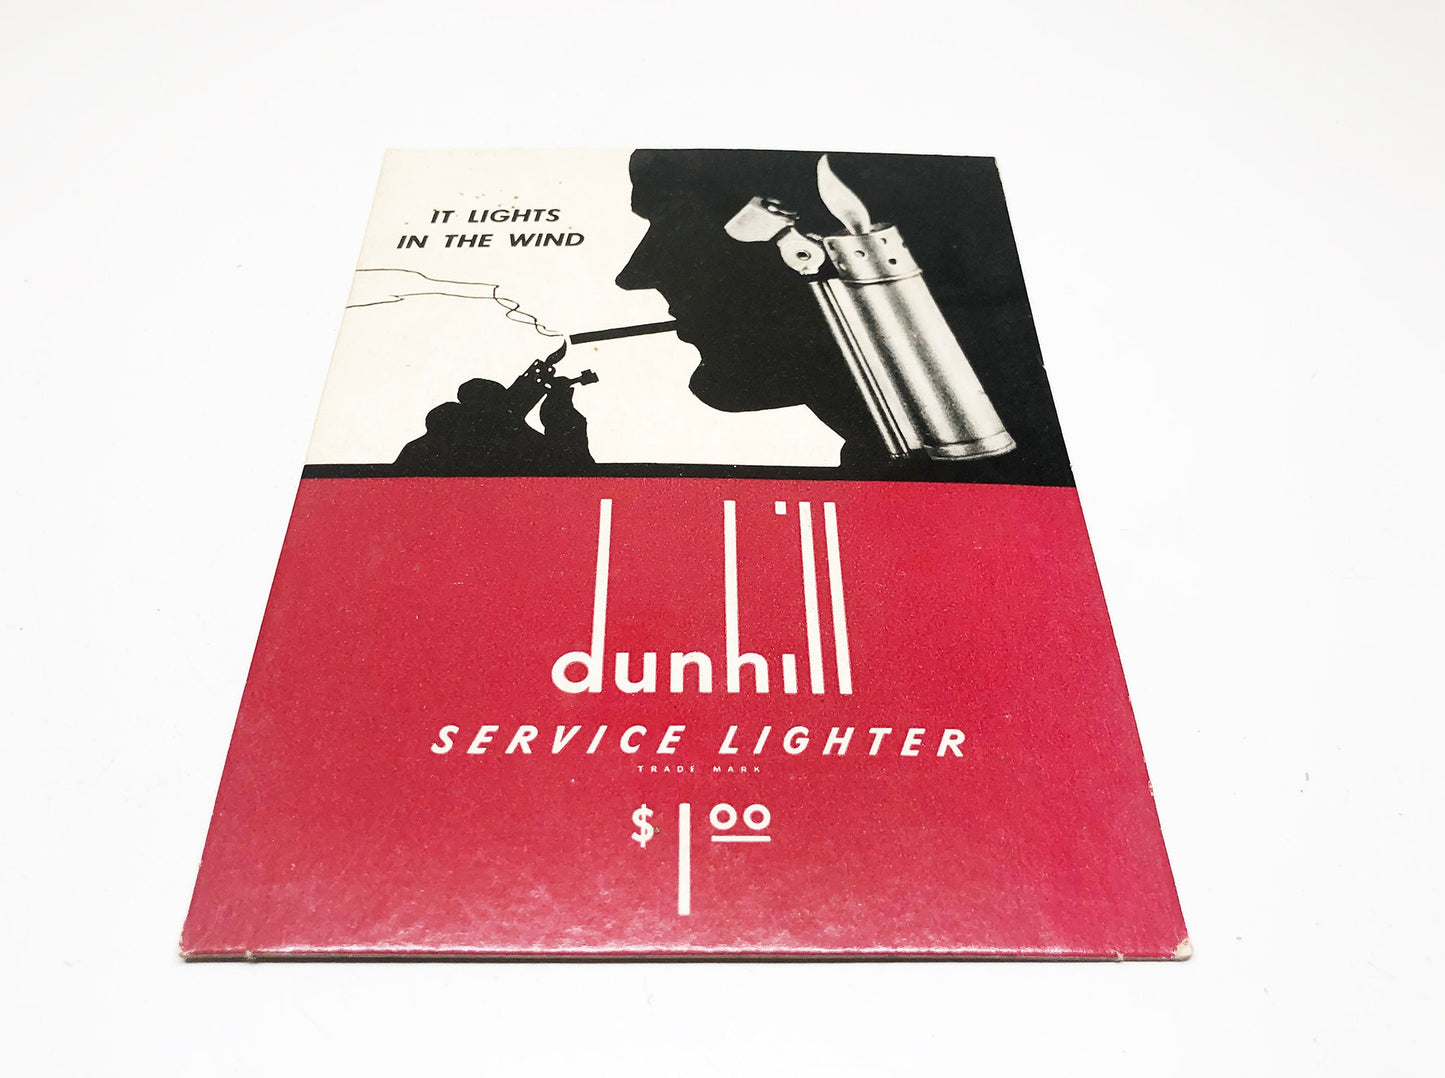 IT LIGHTS
IN THE WIND
dunhill
SERVICE LIGHTER
TRADE MARK
$1.00